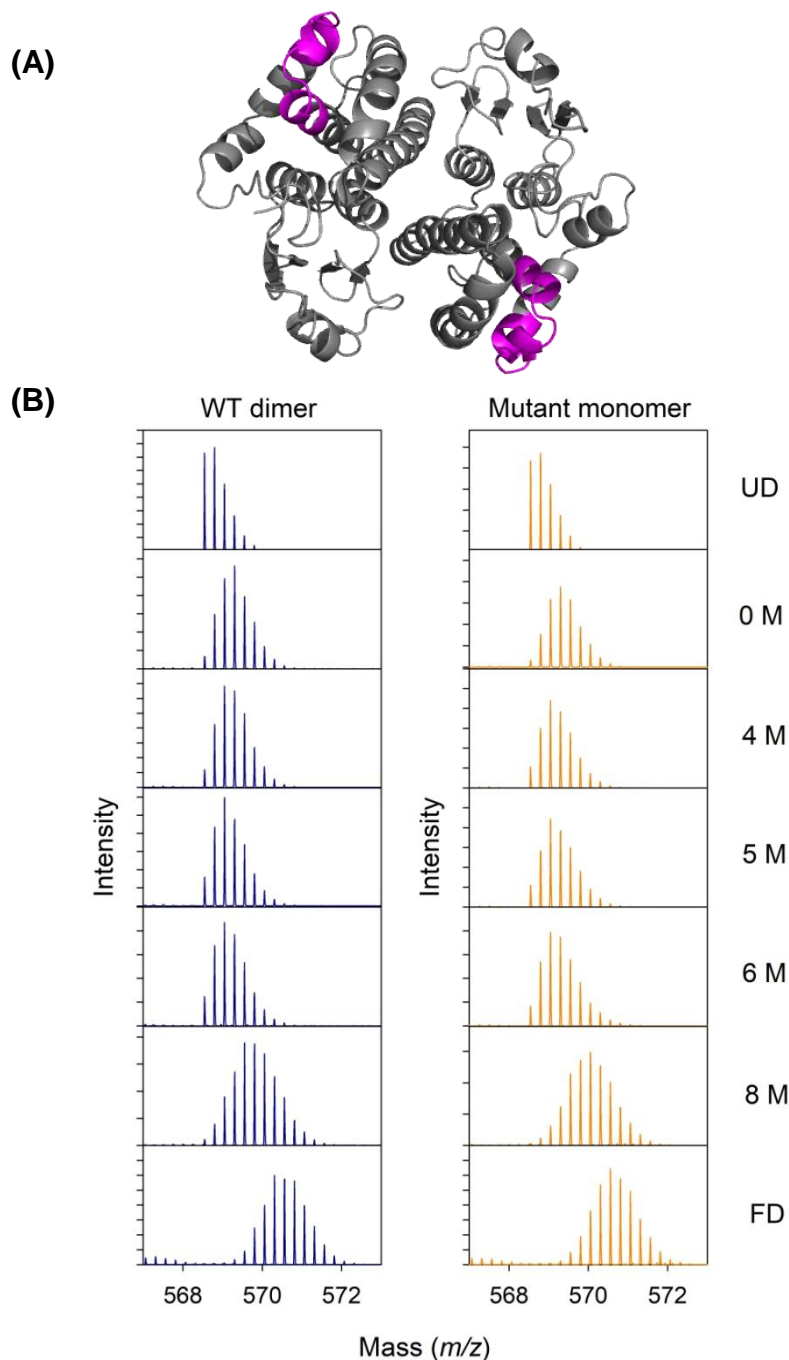 (A)
(B)
WT dimer
Mutant monomer
UD
0 M
4 M
5 M
6 M
8 M
FD
Intensity
Intensity
568 570 572
568 570 572
Mass (m/z)